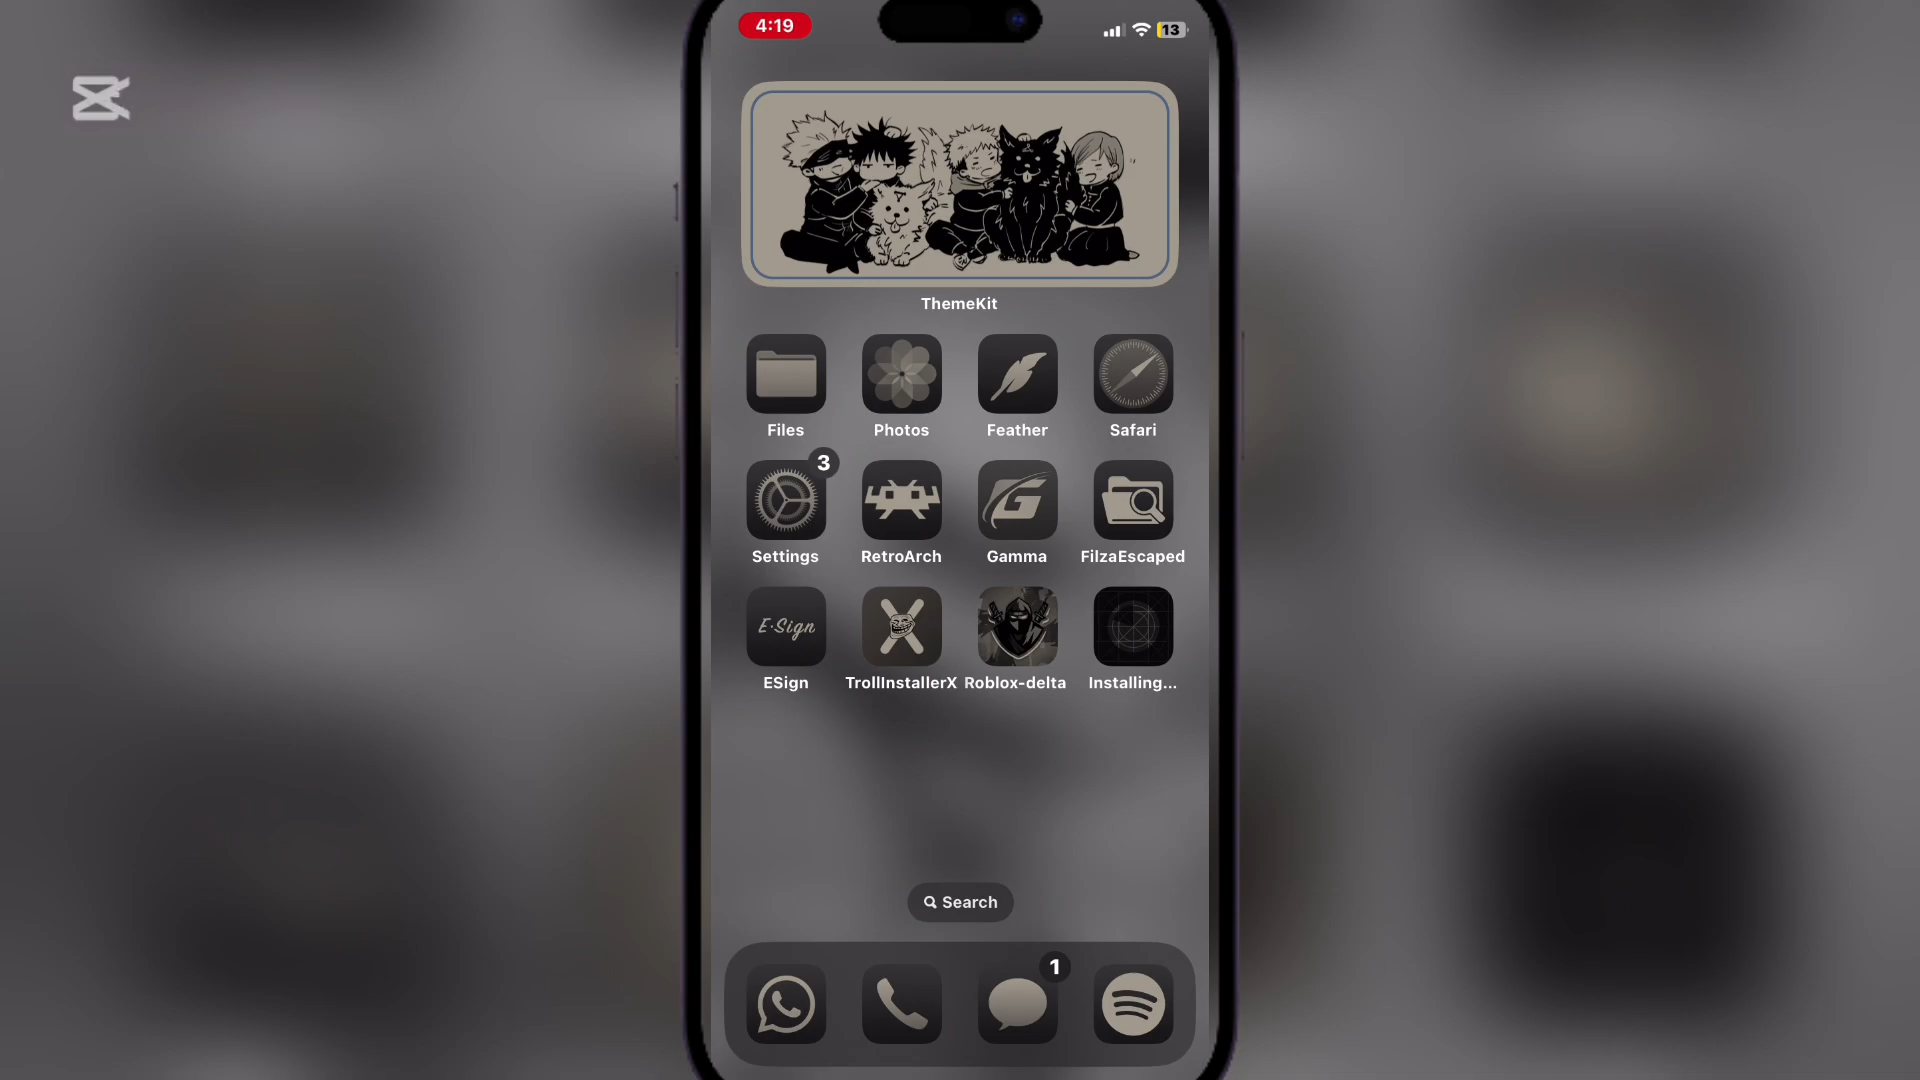 4:19
13
ThemeKit
Files Photos Feather Safari
3
Settings RetroArch Gamma FilzaEscaped
E·Sign
ESign TrollInstallerX Roblox-delta Installing...
Search
1